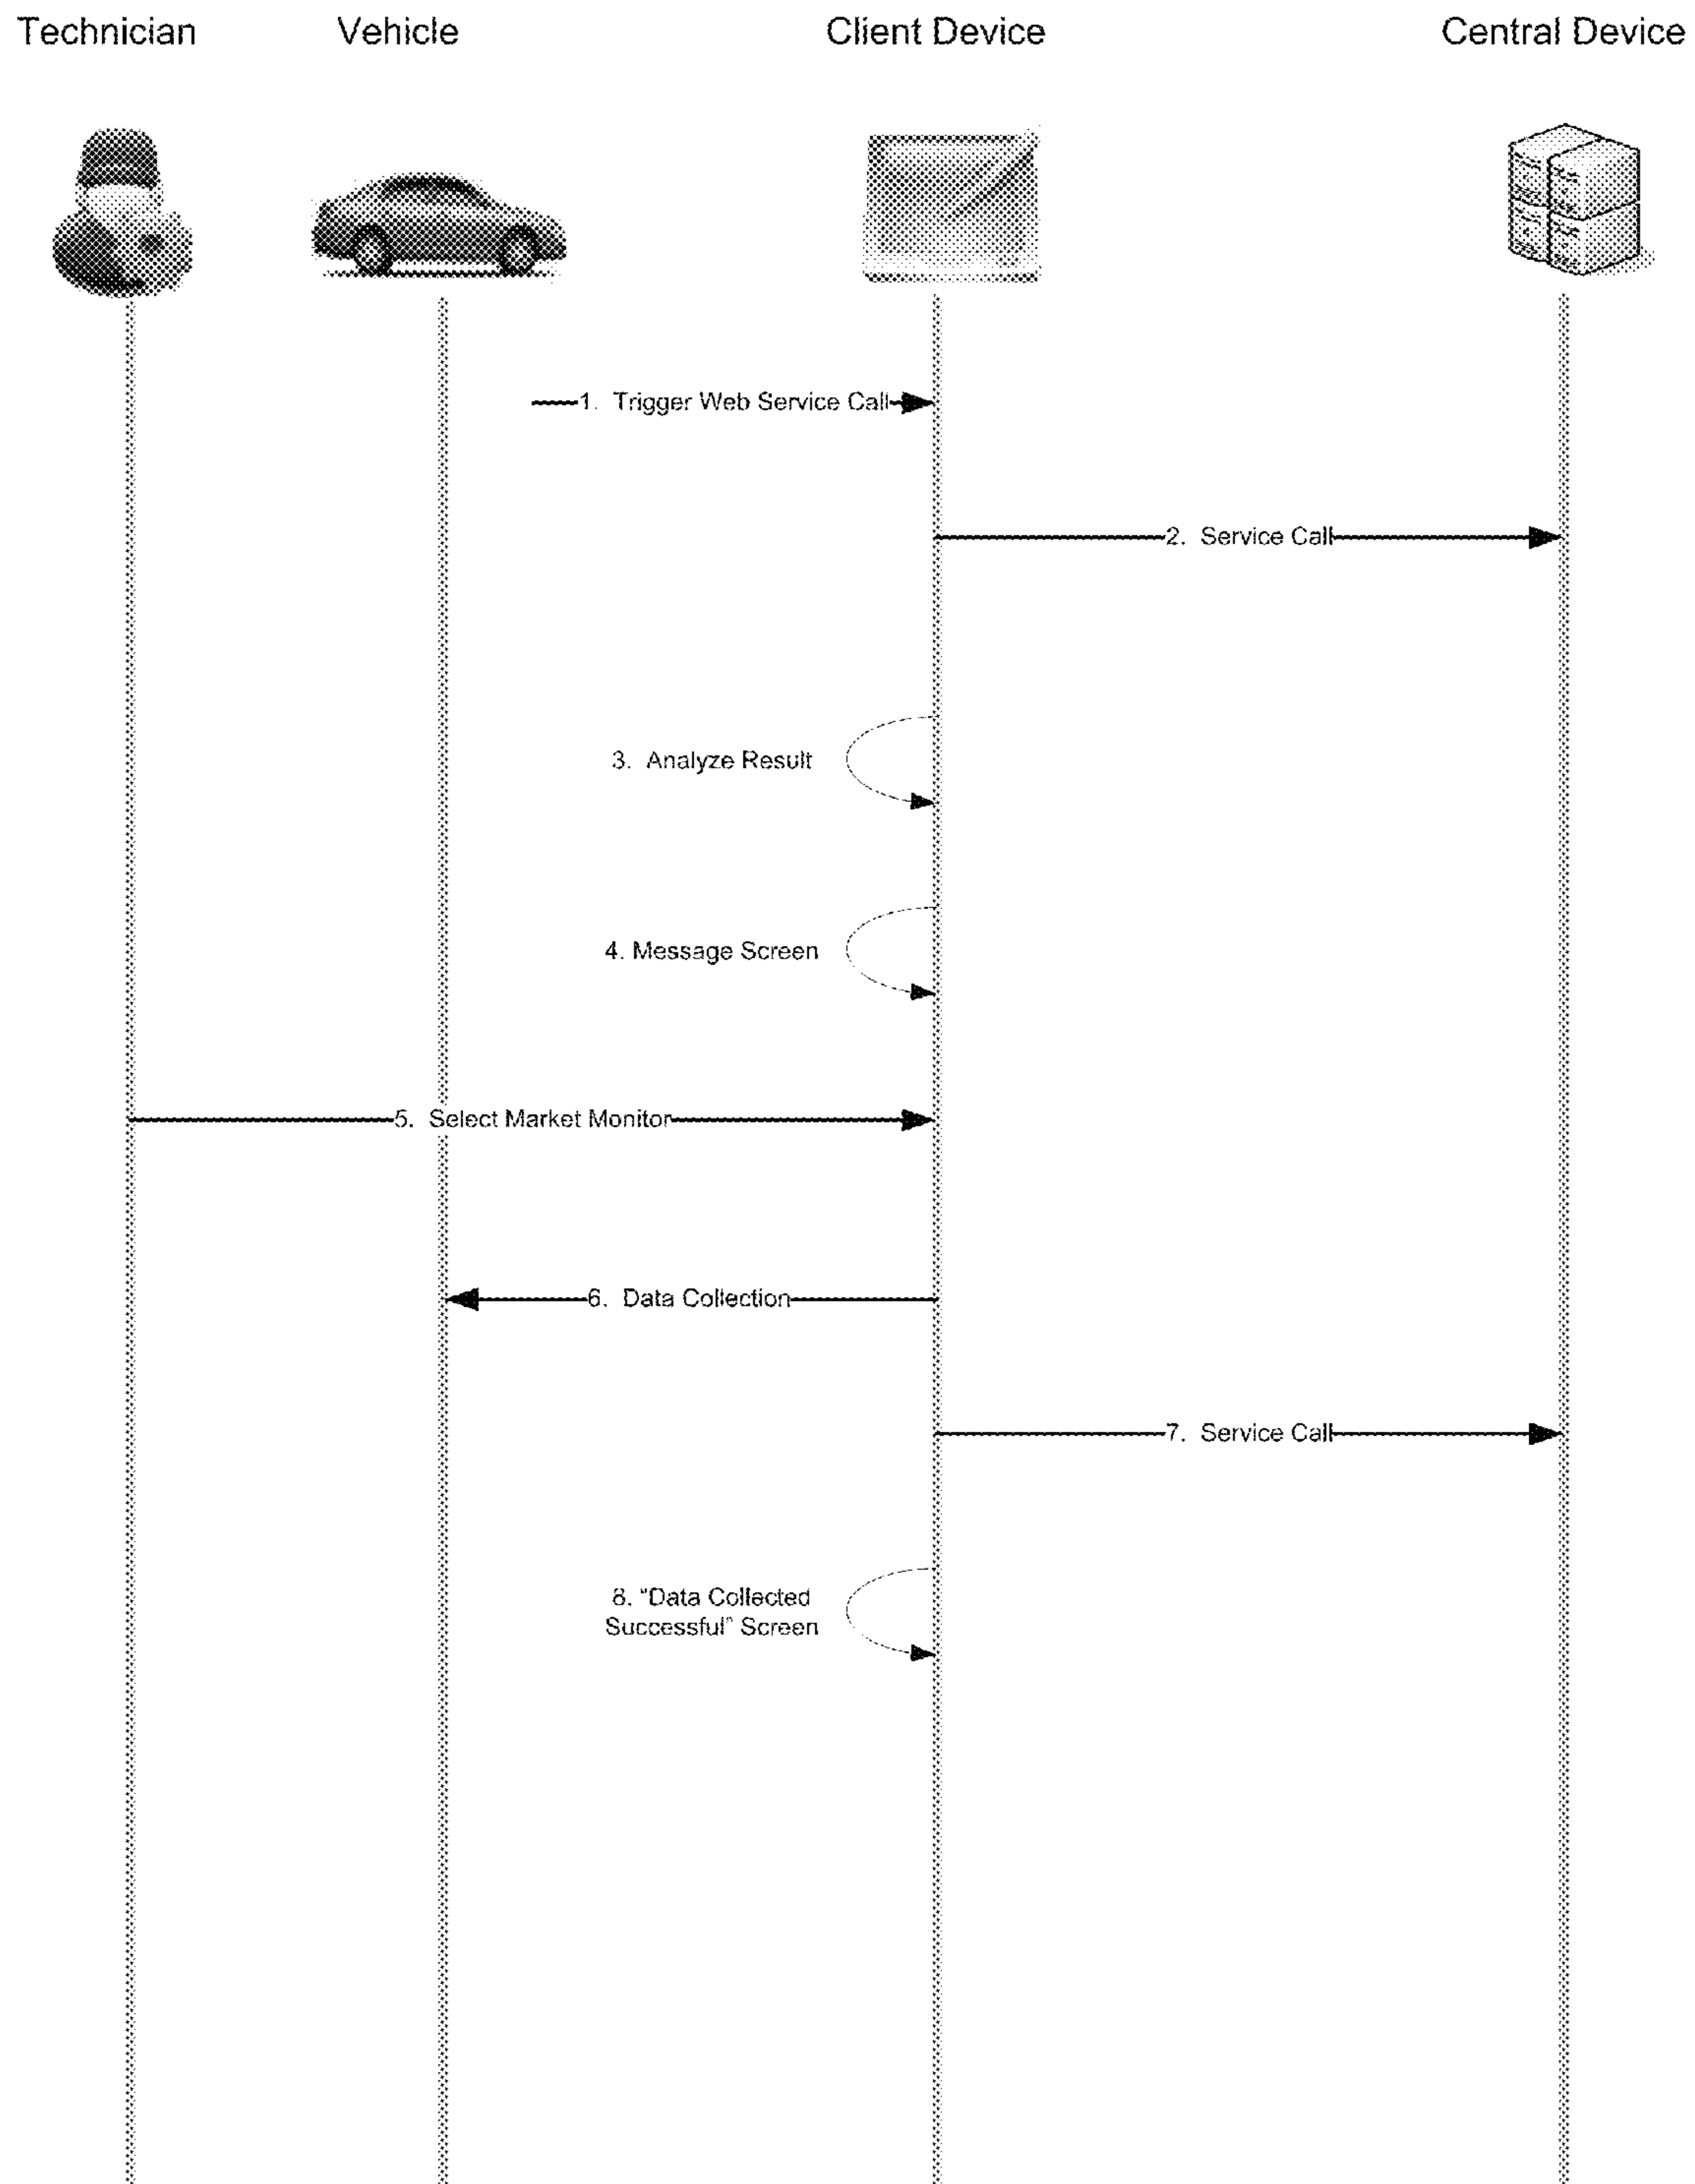 Technician Vehicle Client Device Central Device
1. Trigger Web Service Call
2. Service Call
3. Analyze Result
4. Message Screen
5. Select Market Monitor
6. Data Collection
7. Service Call
8. "Data Collected
Successful" Screen